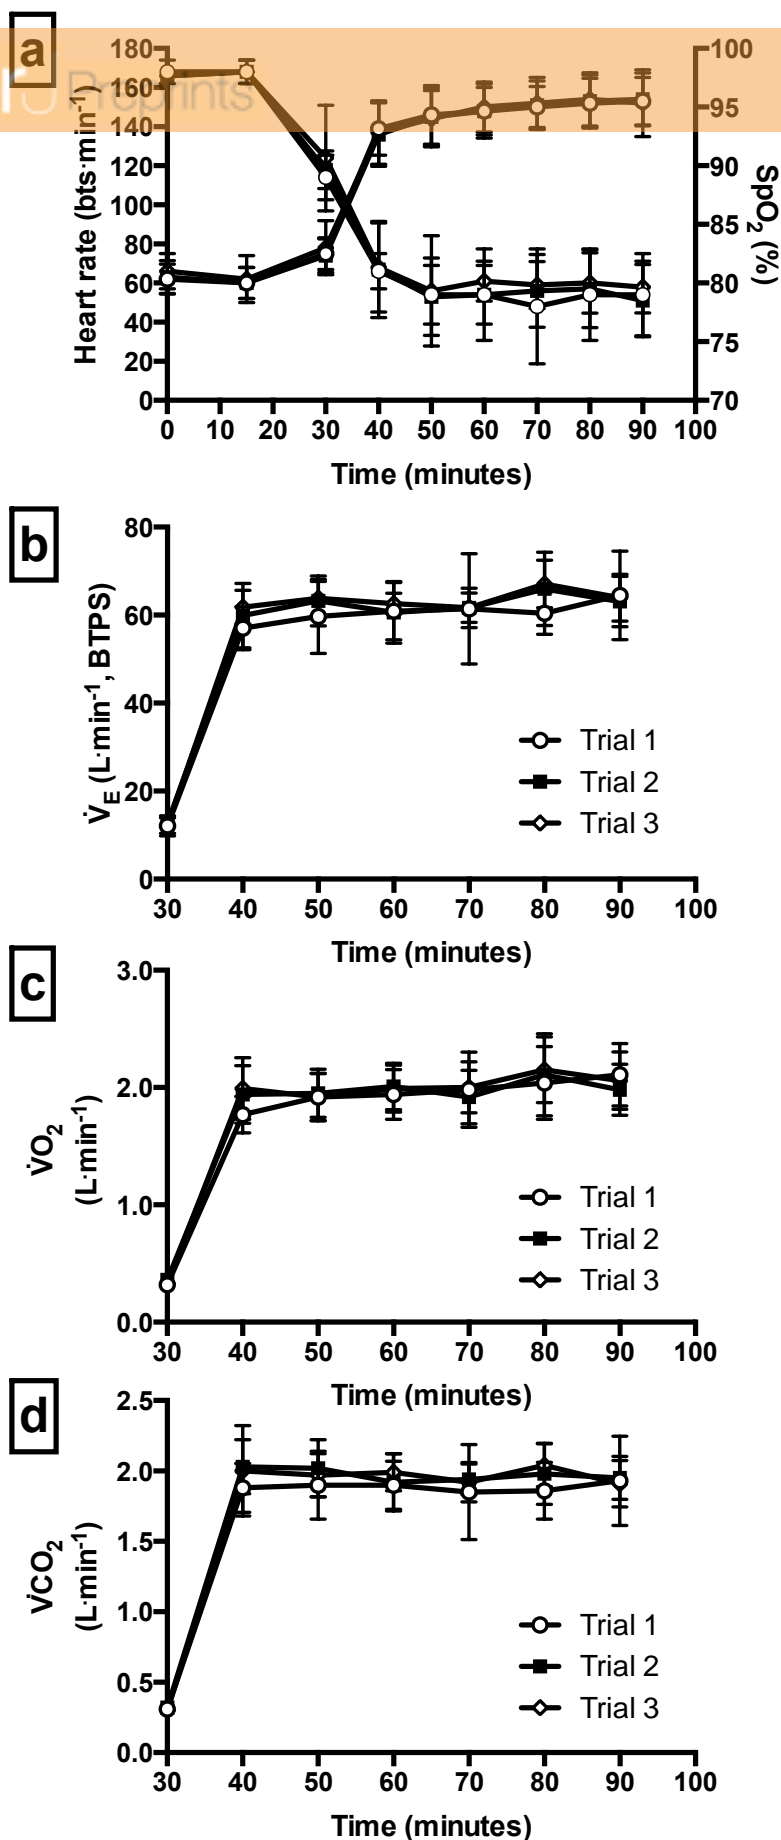 a
Preprints
180
160
140
120
100
80
60
40
20
0
Heart rate (bts·min⁻¹)
100
95
90
85
80
75
70
SpO₂ (%)
0 10 20 30 40 50 60 70 80 90 100
Time (minutes)
b
80
60
40
20
0
V̇E (L·min⁻¹, BTPS)
Trial 1
Trial 2
Trial 3
30 40 50 60 70 80 90 100
Time (minutes)
c
3.0
2.0
1.0
0.0
V̇O₂
(L·min⁻¹)
Trial 1
Trial 2
Trial 3
30 40 50 60 70 80 90 100
Time (minutes)
d
2.5
2.0
1.5
1.0
0.5
0.0
V̇CO₂
(L·min⁻¹)
Trial 1
Trial 2
Trial 3
30 40 50 60 70 80 90 100
Time (minutes)